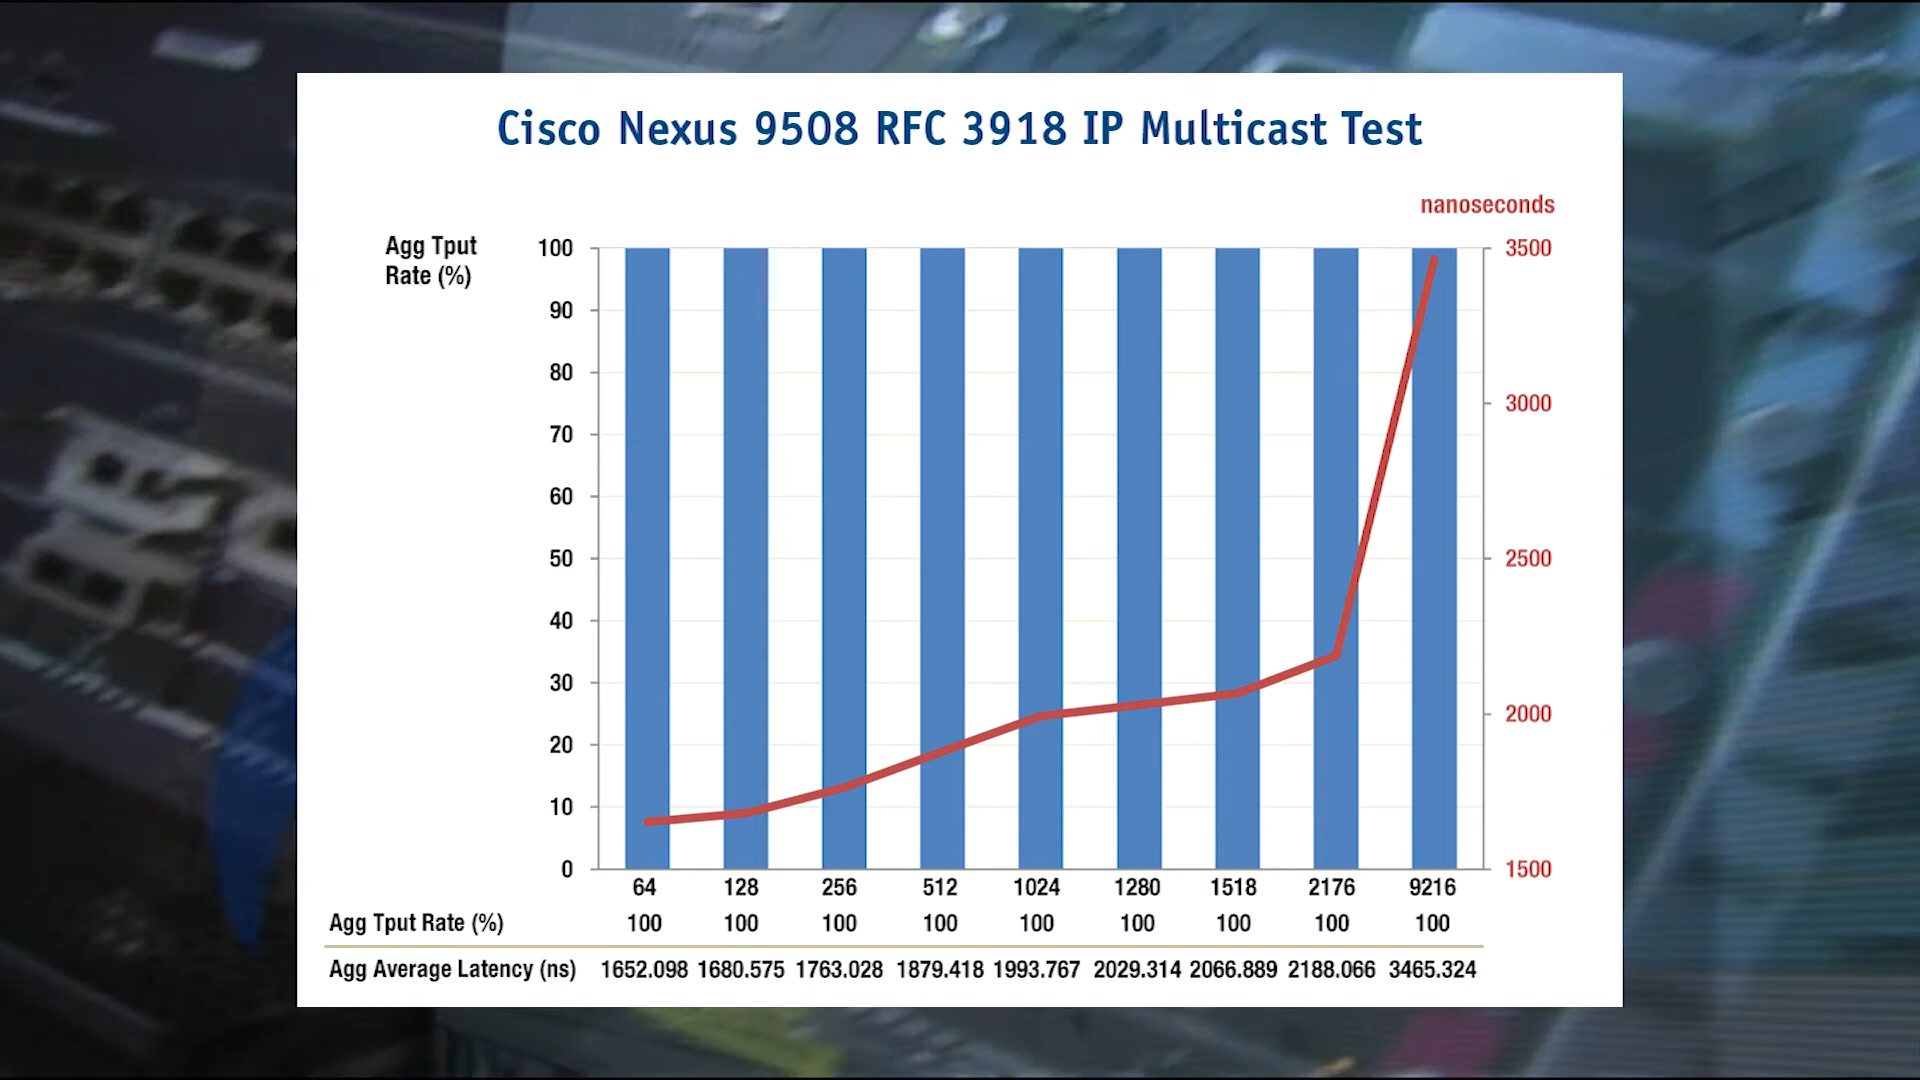 Cisco Nexus 9508 RFC 3918 IP Multicast Test
nanoseconds
Agg Tput
Rate (%)
100
90
80
70
60
50
40
30
20
10
0
3500
3000
2500
2000
1500
64 128 256 512 1024 1280 1518 2176 9216
Agg Tput Rate (%) 100 100 100 100 100 100 100 100 100
Agg Average Latency (ns) 1652.098 1680.575 1763.028 1879.418 1993.767 2029.314 2066.889 2188.066 3465.324